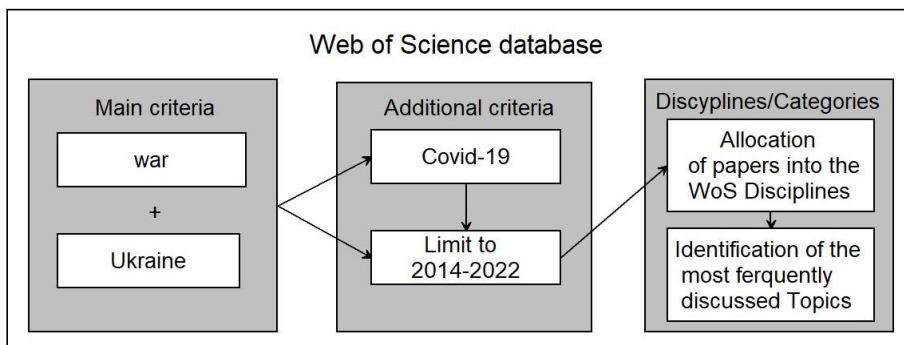 Web of Science database
Main criteria
war
+
Ukraine
Additional criteria
Covid-19
Limit to
2014-2022
Discyplines/Categories
Allocation
of papers into the
WoS Disciplines
Identification of the
most ferquently
discussed Topics